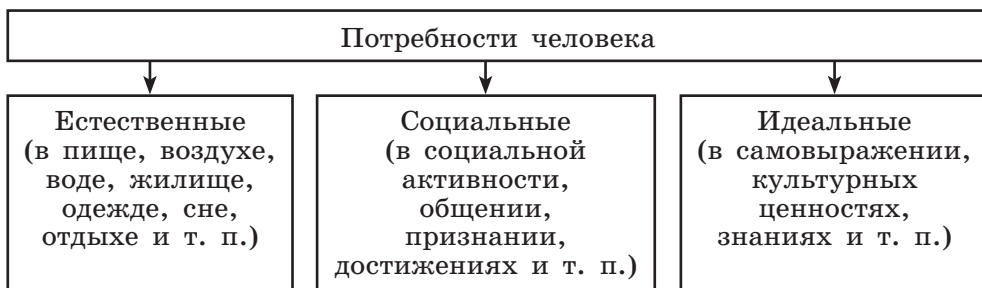 Потребности человека
Естественные
(в пище, воздухе,
воде, жилище,
одежде, сне,
отдыхе и т. п.)
Социальные
(в социальной
активности,
общении,
признании,
достижениях и т. п.)
Идеальные
(в самовыражении,
культурных
ценностях,
знаниях и т. п.)